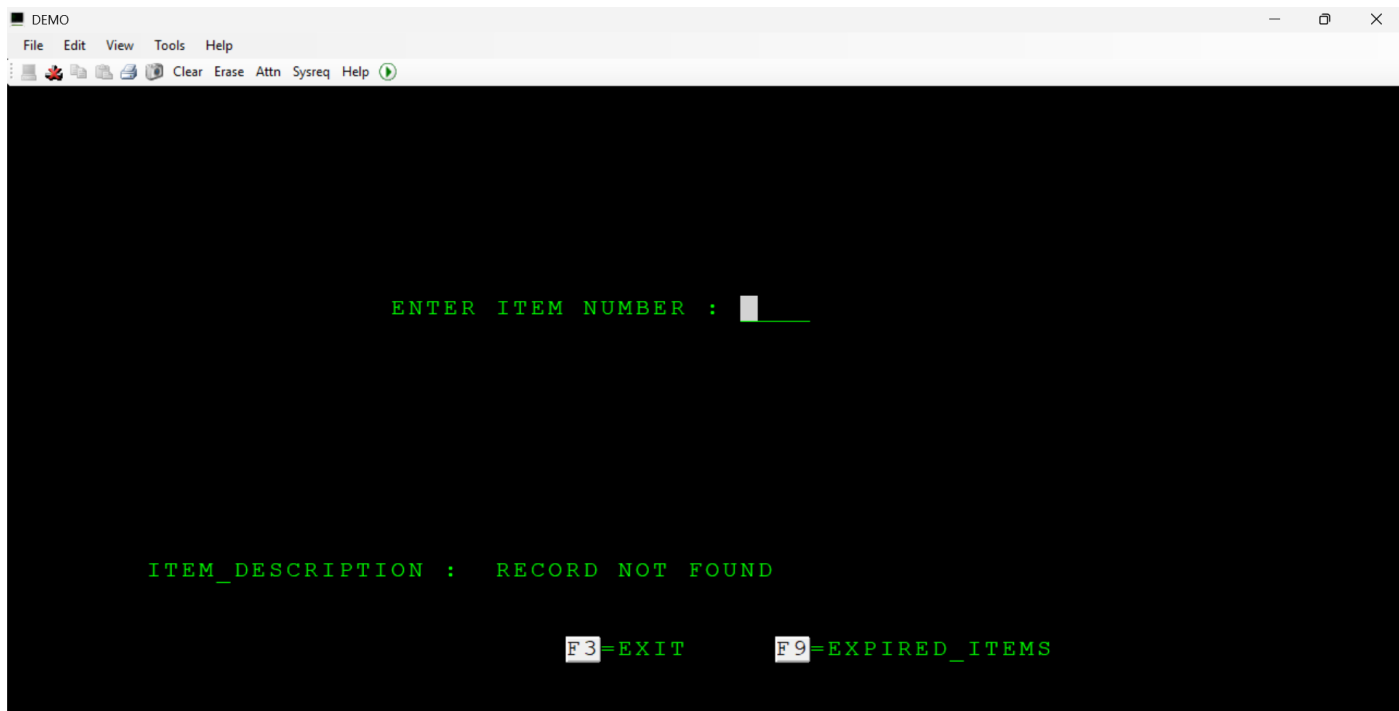 DEMO
File Edit View Tools Help
Clear Erase Attn Sysreq Help
ENTER ITEM NUMBER :
ITEM_DESCRIPTION : RECORD NOT FOUND
F3=EXIT F9=EXPIRED_ITEMS